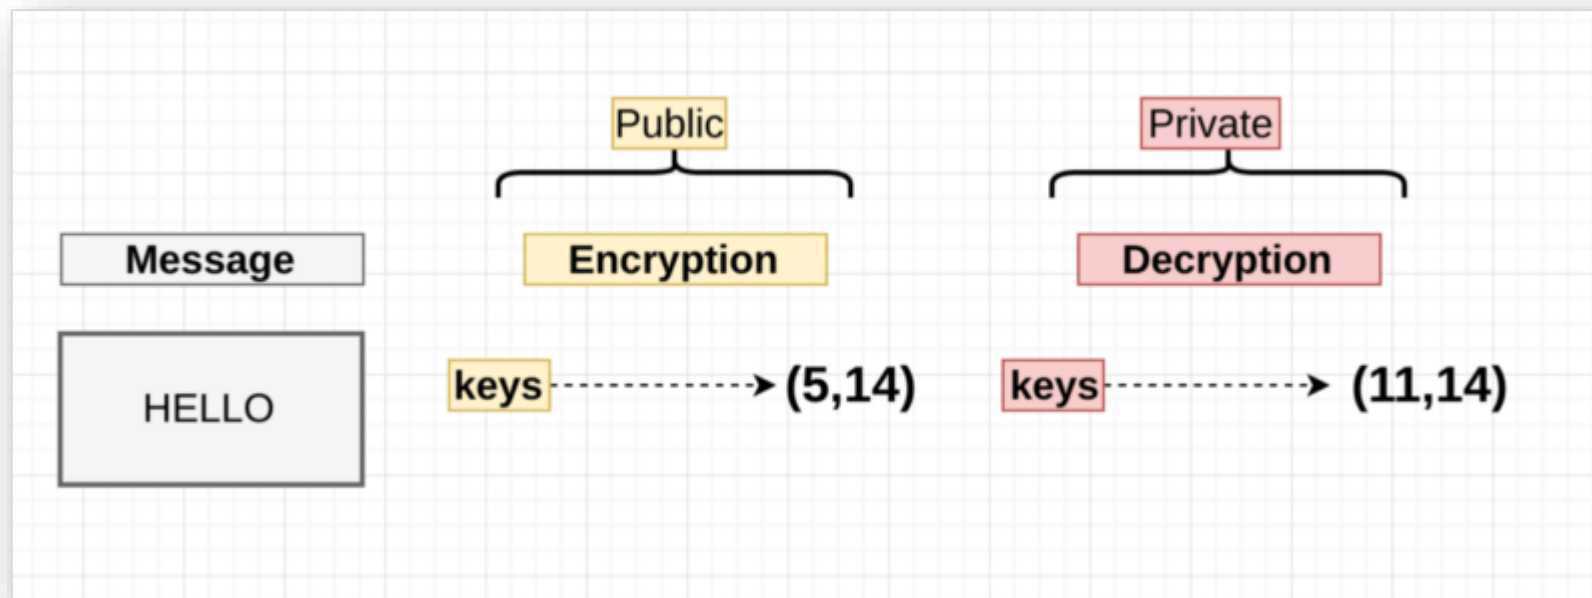 Public
Private
Message
Encryption
Decryption
HELLO
keys
(5,14)
keys
(11,14)